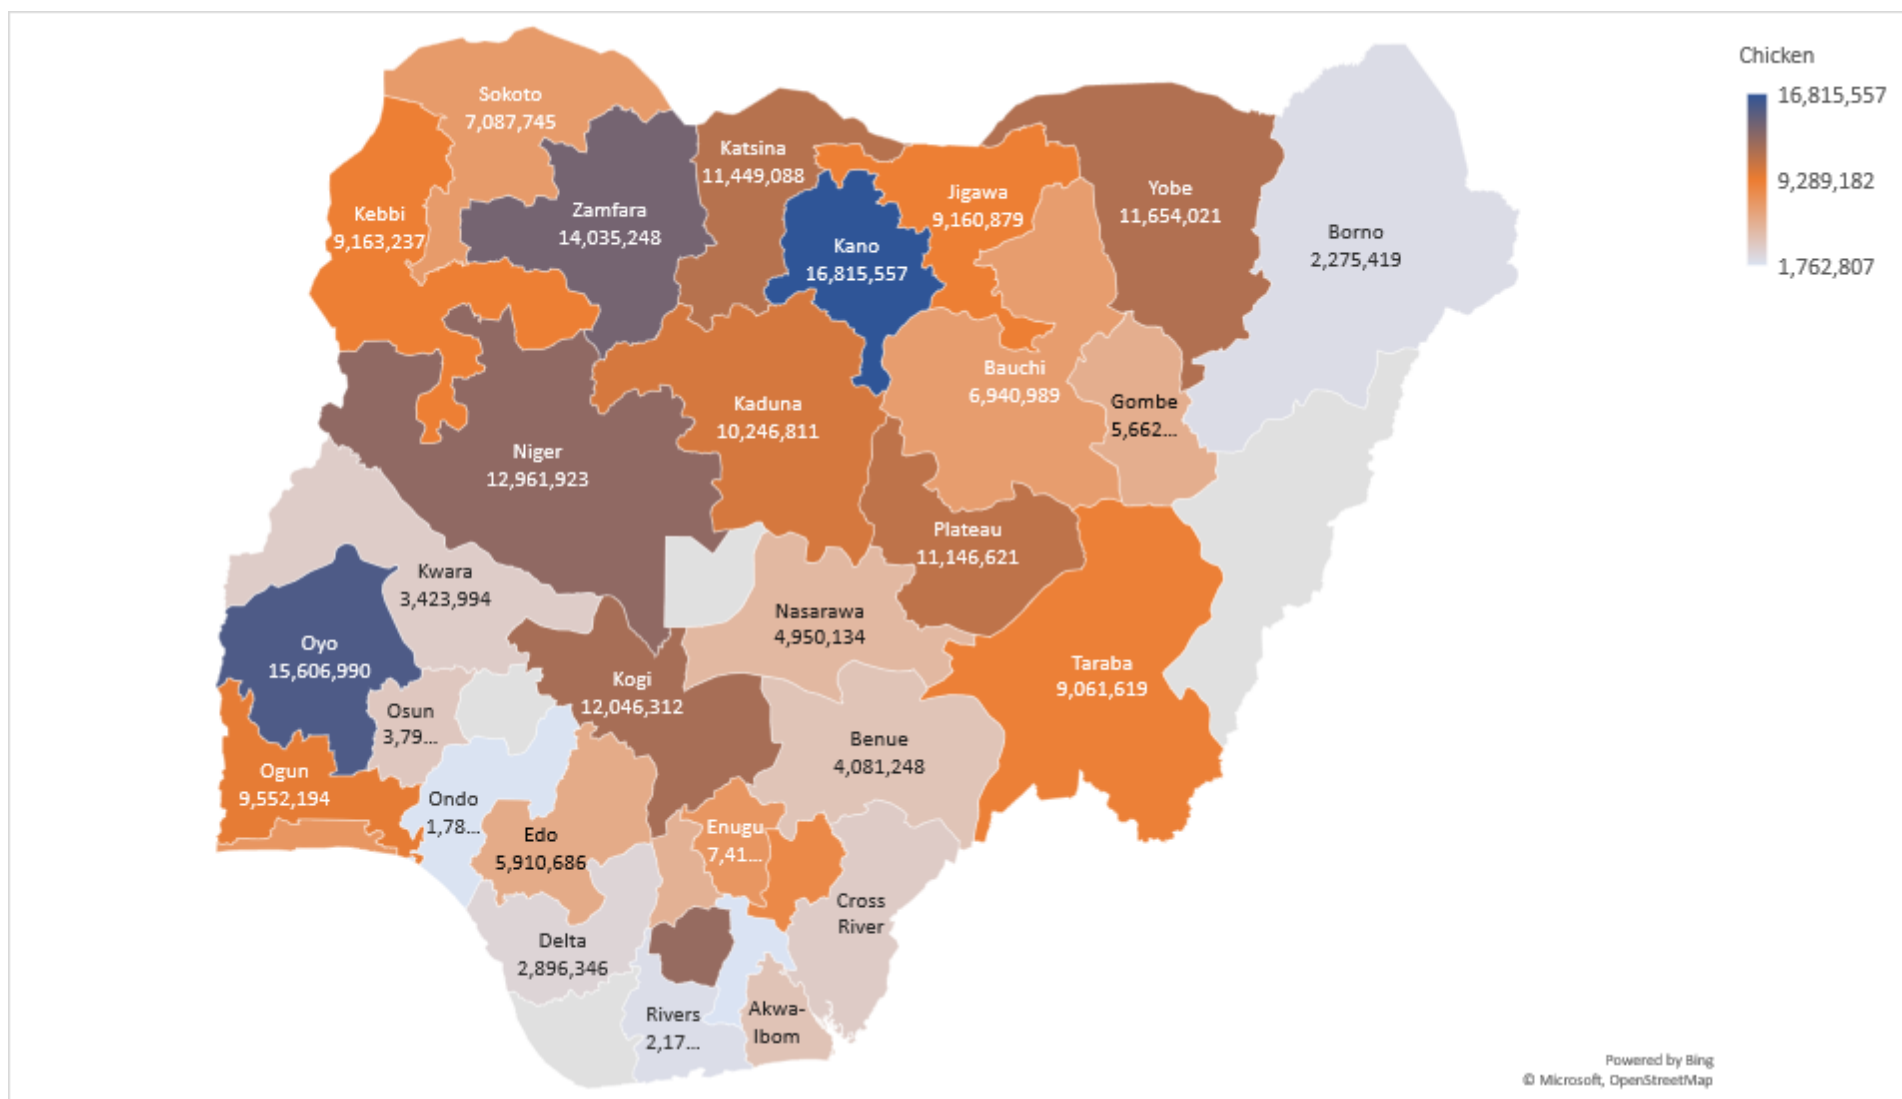 Chicken
16,815,557
9,289,182
1,762,807
Sokoto
7,087,745
Katsina
11,449,088
Kebbi
9,163,237
Zamfara
14,035,248
Kano
16,815,557
Jigawa
9,160,879
Yobe
11,654,021
Borno
2,275,419
Bauchi
6,940,989
Gombe
5,662...
Kaduna
10,246,811
Niger
12,961,923
Plateau
11,146,621
Kwara
3,423,994
Nasarawa
4,950,134
Oyo
15,606,990
Kogi
12,046,312
Taraba
9,061,619
Osun
3,79...
Benue
4,081,248
Ogun
9,552,194
Ondo
1,78...
Edo
5,910,686
Enugu
7,41...
Cross
River
Delta
2,896,346
Rivers
2,17...
Akwa-
Ibom
Powered by Bing
© Microsoft, OpenStreetMap